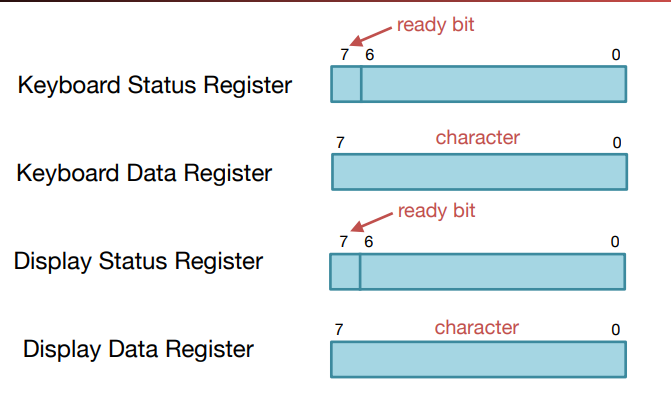 ready bit
7 6 0
Keyboard Status Register
7 character 0
Keyboard Data Register
ready bit
7 6 0
Display Status Register
7 character 0
Display Data Register